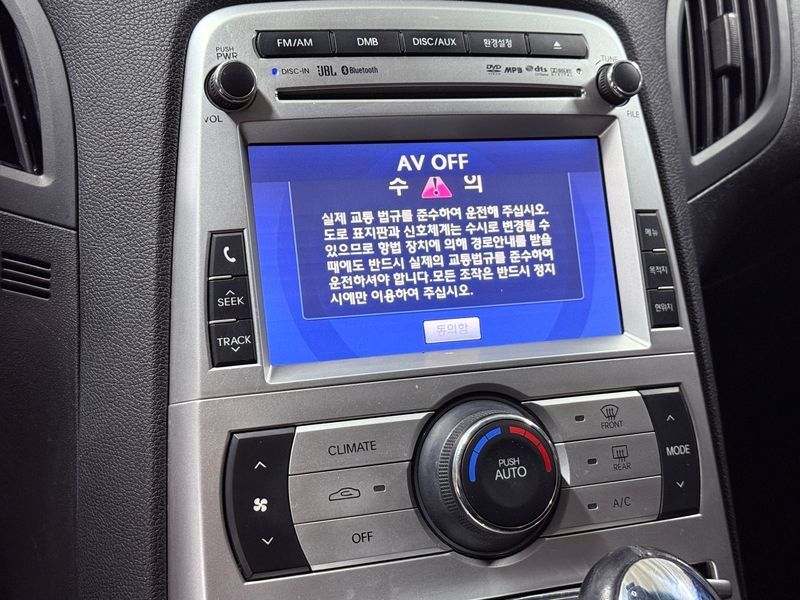 PUSH
PWR
FM/AM
DMB
DISC/AUX
환경설정
DISC-IN
JBL
Bluetooth
DVD
MP3
dts
TUNE
VOL
FILE
AV OFF
수 의
실제 교통 법규를 준수하여 운전해 주십시오.
도로 표지판과 신호체계는 수시로 변경될 수
있으므로 항법 장치에 의해 경로안내를 받을
때에도 반드시 실제의 교통법규를 준수하여
운전하셔야 합니다.모든 조작은 반드시 정지
시에만 이용하여 주십시오.
동의함
SEEK
TRACK
메뉴
목적지
현위치
CLIMATE
OFF
PUSH
AUTO
FRONT
REAR
A/C
MODE